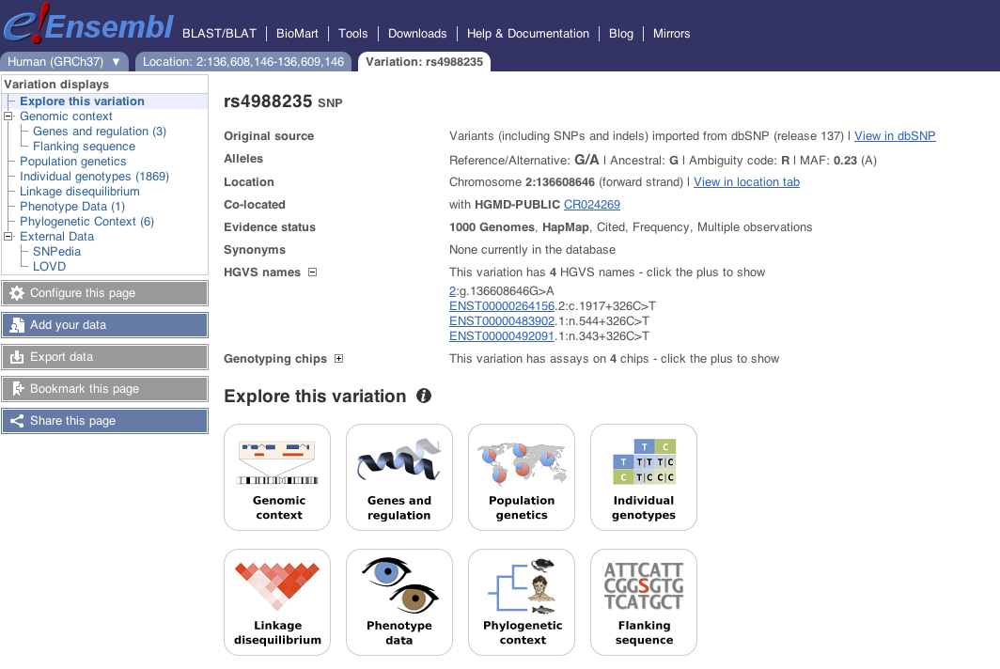 e!Ensembl BLAST/BLAT | BioMart | Tools | Downloads | Help & Documentation | Blog | Mirrors
Human (GRCh37) ▼ Location: 2:136,608,146-136,609,146 Variation: rs4988235
Variation displays
Explore this variation
Genomic context
Genes and regulation (3)
Flanking sequence
Population genetics
Individual genotypes (1869)
Linkage disequilibrium
Phenotype Data (1)
Phylogenetic Context (6)
External Data
SNPedia
LOVD
Configure this page
Add your data
Export data
Bookmark this page
Share this page
rs4988235 SNP
Original source Variants (including SNPs and indels) imported from dbSNP (release 137) | View in dbSNP
Alleles Reference/Alternative: G/A | Ancestral: G | Ambiguity code: R | MAF: 0.23 (A)
Location Chromosome 2:136608646 (forward strand) | View in location tab
Co-located with HGMD-PUBLIC CR024269
Evidence status 1000 Genomes, HapMap, Cited, Frequency, Multiple observations
Synonyms None currently in the database
HGVS names This variation has 4 HGVS names - click the plus to show
2:g.136608646G>A
ENST00000264156.2:c.1917+326C>T
ENST00000483902.1:n.544+326C>T
ENST00000492091.1:n.343+326C>T
Genotyping chips This variation has assays on 4 chips - click the plus to show
Explore this variation i
Genomic
context
Genes and
regulation
Population
genetics
T C
T T T T|C
C T|C C C
Individual
genotypes
Linkage
disequilibrium
Phenotype
data
Phylogenetic
context
ATTCATT
CGGSGTG
TCATGCT
Flanking
sequence